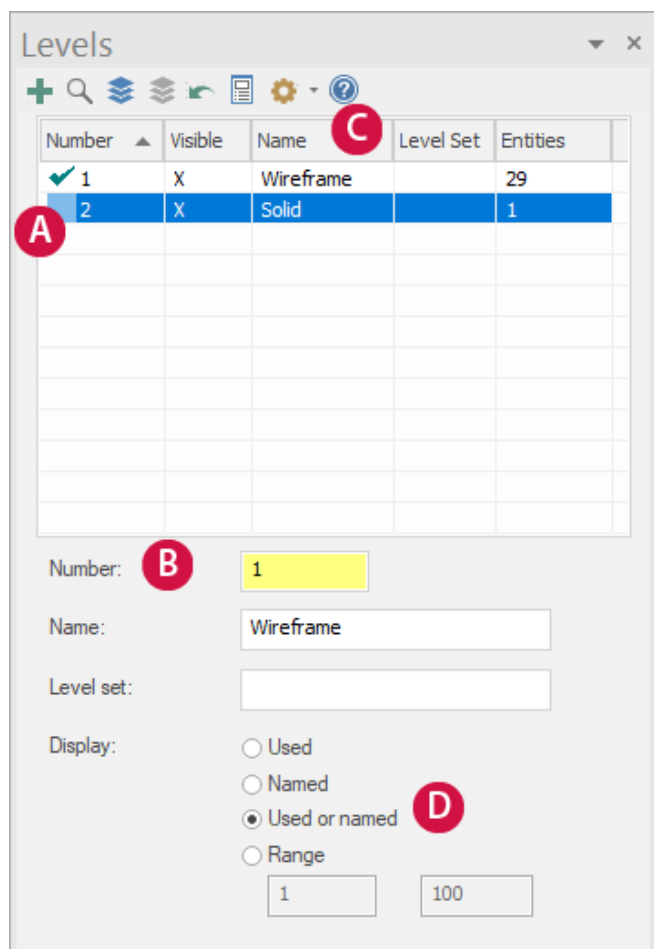 Levels
C
Number Visible Name Level Set Entities
1 X Wireframe 29
A
2 X Solid 1
Number: B 1
Name: Wireframe
Level set:
Display: Used
Named
Used or named D
Range
1 100